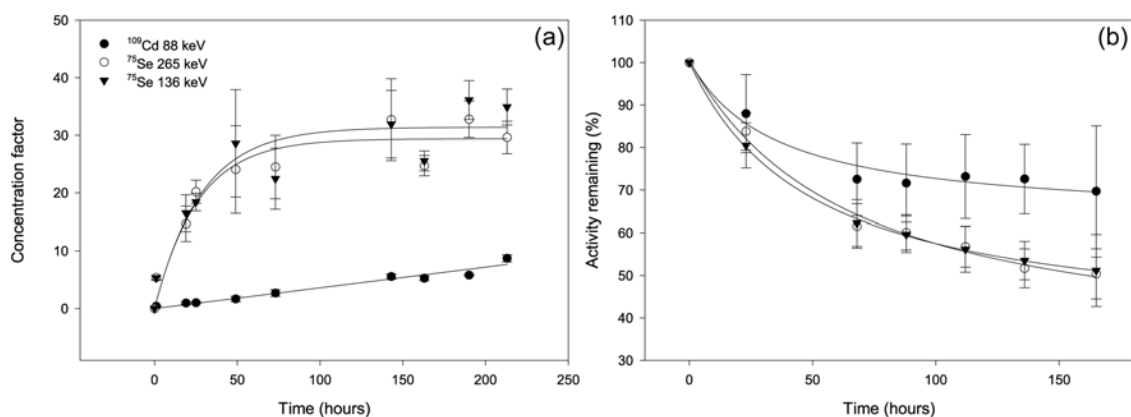 (a)
50
40
30
20
10
0
Concentration factor
¹⁰⁹Cd 88 keV
⁷⁵Se 265 keV
⁷⁵Se 136 keV
0 50 100 150 200 250
Time (hours)
(b)
110
100
90
80
70
60
50
40
30
Activity remaining (%)
0 50 100 150
Time (hours)